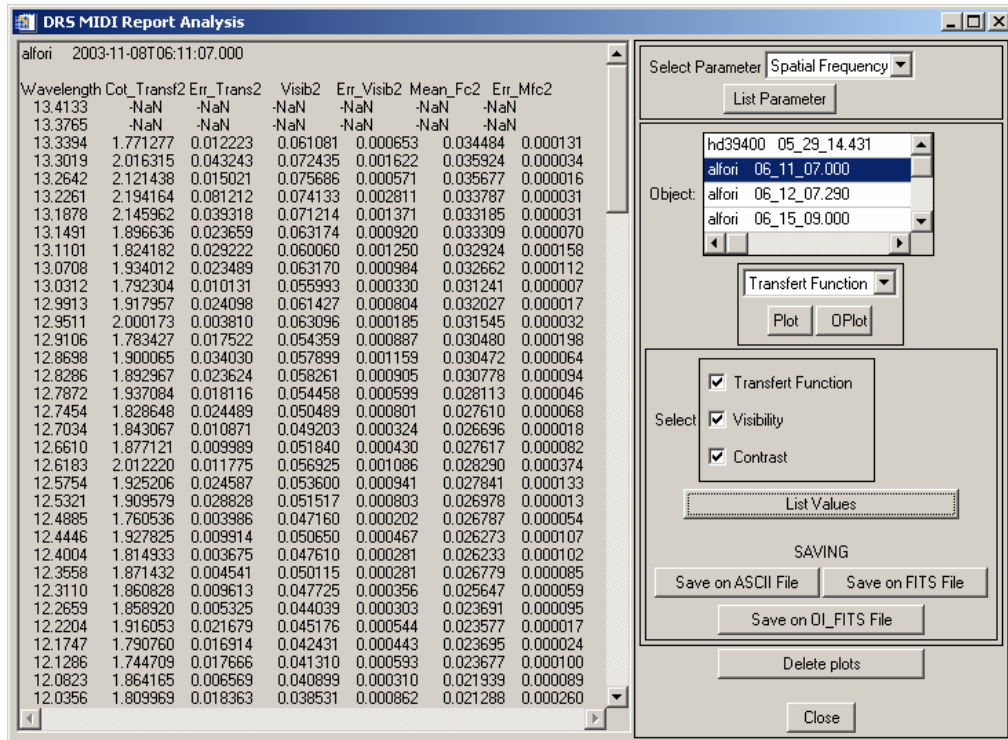 DRS MIDI Report Analysis
alfori 2003-11-08T06:11:07.000
Wavelength Cot_Transf2 Err_Trans2 Visib2 Err_Visib2 Mean_Fc2 Err_Mfc2
13.4133 -NaN -NaN -NaN -NaN -NaN -NaN
13.3765 -NaN -NaN -NaN -NaN -NaN -NaN
13.3394 1.771277 0.012223 0.061081 0.000653 0.034484 0.000131
13.3019 2.016315 0.043243 0.072435 0.001622 0.035924 0.000034
13.2642 2.121438 0.015021 0.075686 0.000571 0.035677 0.000016
13.2261 2.194164 0.081212 0.074133 0.002811 0.033787 0.000031
13.1878 2.145962 0.039318 0.071214 0.001371 0.033185 0.000031
13.1491 1.896636 0.023659 0.063174 0.000920 0.033309 0.000070
13.1101 1.824182 0.029222 0.060060 0.001250 0.032924 0.000158
13.0708 1.934012 0.023489 0.063170 0.000984 0.032662 0.000112
13.0312 1.792304 0.010131 0.055993 0.000330 0.031241 0.000007
12.9913 1.917957 0.024098 0.061427 0.000804 0.032027 0.000017
12.9511 2.000173 0.003810 0.063096 0.000185 0.031545 0.000032
12.9106 1.783427 0.017522 0.054359 0.000887 0.030480 0.000198
12.8698 1.900065 0.034030 0.057899 0.001159 0.030472 0.000064
12.8286 1.892967 0.023624 0.058261 0.000905 0.030778 0.000094
12.7872 1.937084 0.018116 0.054458 0.000599 0.028113 0.000046
12.7454 1.828648 0.024489 0.050489 0.000801 0.027610 0.000068
12.7034 1.843067 0.010871 0.049203 0.000324 0.026696 0.000018
12.6610 1.877121 0.009989 0.051840 0.000430 0.027617 0.000082
12.6183 2.012220 0.011775 0.056925 0.001086 0.028290 0.000374
12.5754 1.925206 0.024587 0.053600 0.000941 0.027841 0.000133
12.5321 1.909579 0.028828 0.051517 0.000803 0.026978 0.000013
12.4885 1.760536 0.003986 0.047160 0.000202 0.026787 0.000054
12.4446 1.927825 0.009914 0.050650 0.000467 0.026273 0.000107
12.4004 1.814933 0.003675 0.047610 0.000281 0.026233 0.000102
12.3558 1.871432 0.004541 0.050115 0.000281 0.026779 0.000085
12.3110 1.860828 0.009613 0.047725 0.000356 0.025647 0.000059
12.2659 1.858920 0.005325 0.044039 0.000303 0.023691 0.000095
12.2204 1.916053 0.021679 0.045176 0.000544 0.023577 0.000017
12.1747 1.790760 0.016914 0.042431 0.000443 0.023695 0.000024
12.1286 1.744709 0.017666 0.041310 0.000593 0.023677 0.000100
12.0823 1.864165 0.006569 0.040899 0.000310 0.021939 0.000089
12.0356 1.809969 0.018363 0.038531 0.000862 0.021288 0.000260
Select Parameter Spatial Frequency
List Parameter
hd39400 05_29_14.431
alfori 06_11_07.000
Object: alfori 06_12_07.290
alfori 06_15_09.000
Transfert Function
Plot OPlot
Transfert Function
Select Visibility
Contrast
List Values
SAVING
Save on ASCII File Save on FITS File
Save on OI_FITS File
Delete plots
Close